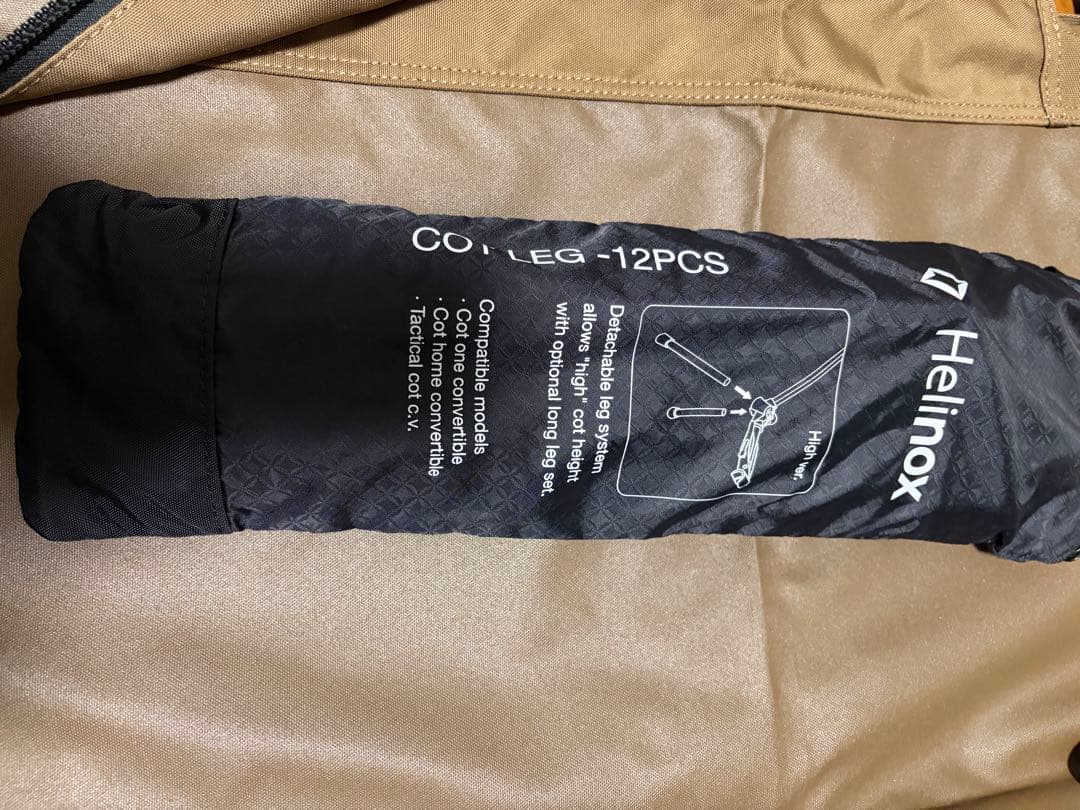 Helinox
COT LEG -12PCS
High ver.
Detachable leg system
allows "high" cot height
with optional long leg set.
Compatible models
· Cot one convertible
· Cot home convertible
· Tactical cot c.v.